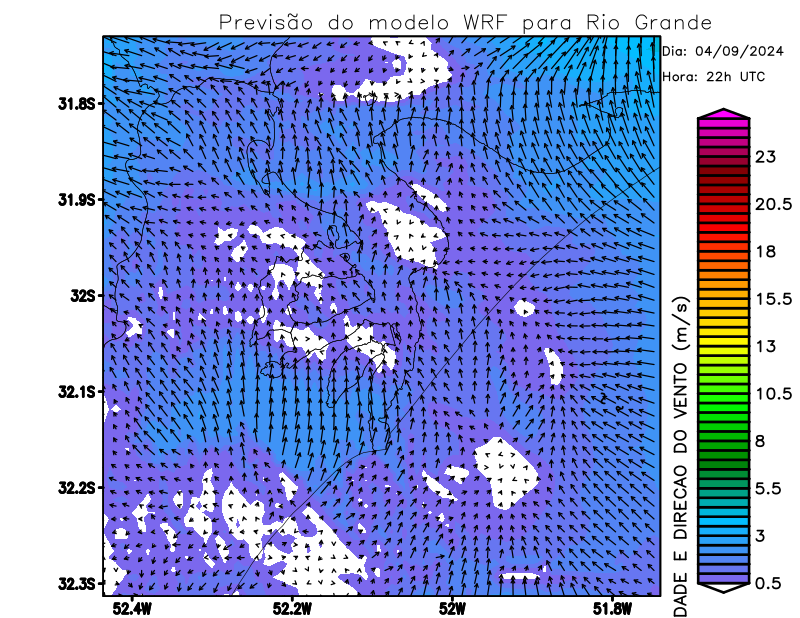 Previsão do modelo WRF para Rio Grande
Dia: 04/09/2024
Hora: 22h UTC
31.8S
31.9S
32S
32.1S
32.2S
32.3S
52.4W
52.2W
52W
51.8W
DADE E DIRECAO DO VENTO (m/s)
23
20.5
18
15.5
13
10.5
8
5.5
3
0.5